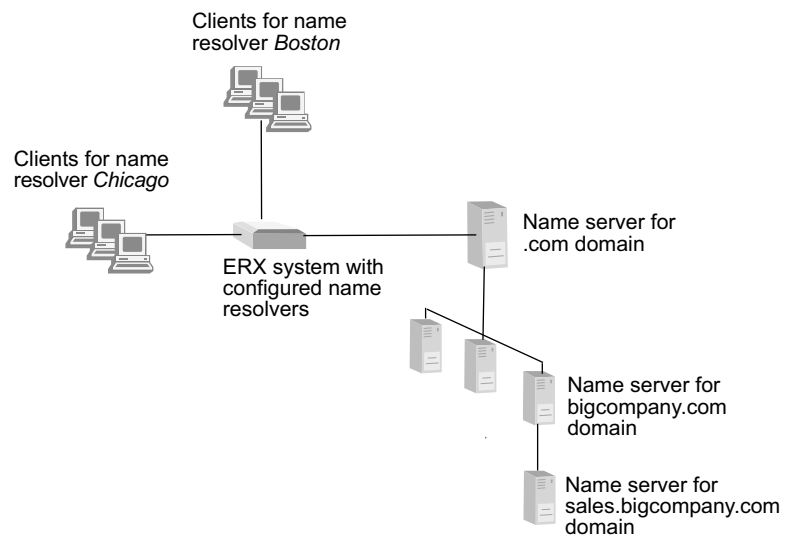 Clients for name
resolver Boston
Clients for name
resolver Chicago
Name server for
.com domain
ERX system with
configured name
resolvers
Name server for
bigcompany.com
domain
Name server for
sales.bigcompany.com
domain